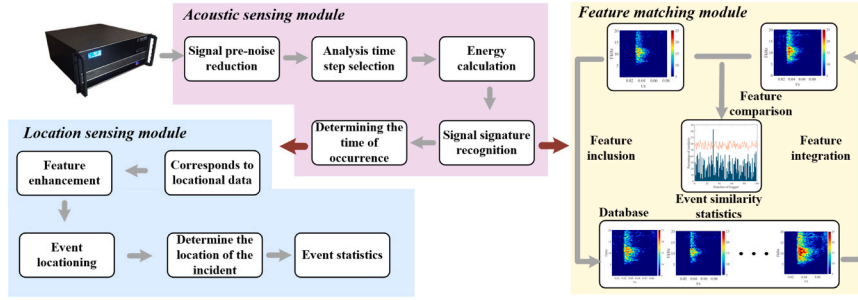 Acoustic sensing module
Signal pre-noise
reduction
Analysis time
step selection
Energy
calculation
Determining the
time of
occurrence
Signal signature
recognition
Location sensing module
Feature
enhancement
Corresponds to
locational data
Event
locationing
Determine the
location of the
incident
Event statistics
Feature matching module
Feature
comparison
Feature
inclusion
Feature
integration
Event similarity
statistics
Database